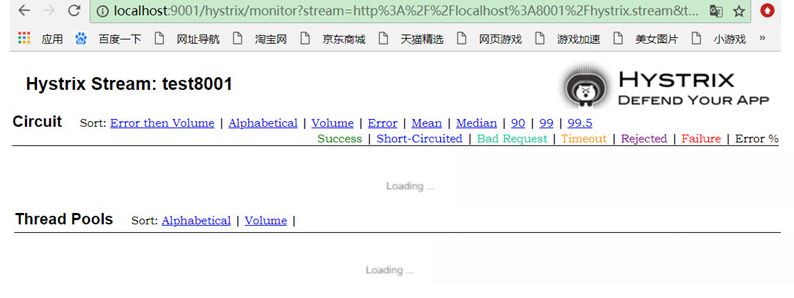 localhost:9001/hystrix/monitor?stream=http%3A%2F%2Flocalhost%3A8001%2Fhystrix.stream&t...
应用 百度一下 网址导航 淘宝网 京东商城 天猫精选 网页游戏 游戏加速 美女图片 小游戏 »
Hystrix Stream: test8001
HYSTRIX
DEFEND YOUR APP
Circuit Sort: Error then Volume | Alphabetical | Volume | Error | Mean | Median | 90 | 99 | 99.5
Success | Short-Circuited | Bad Request | Timeout | Rejected | Failure | Error %
Loading ...
Thread Pools Sort: Alphabetical | Volume |
Loading ...